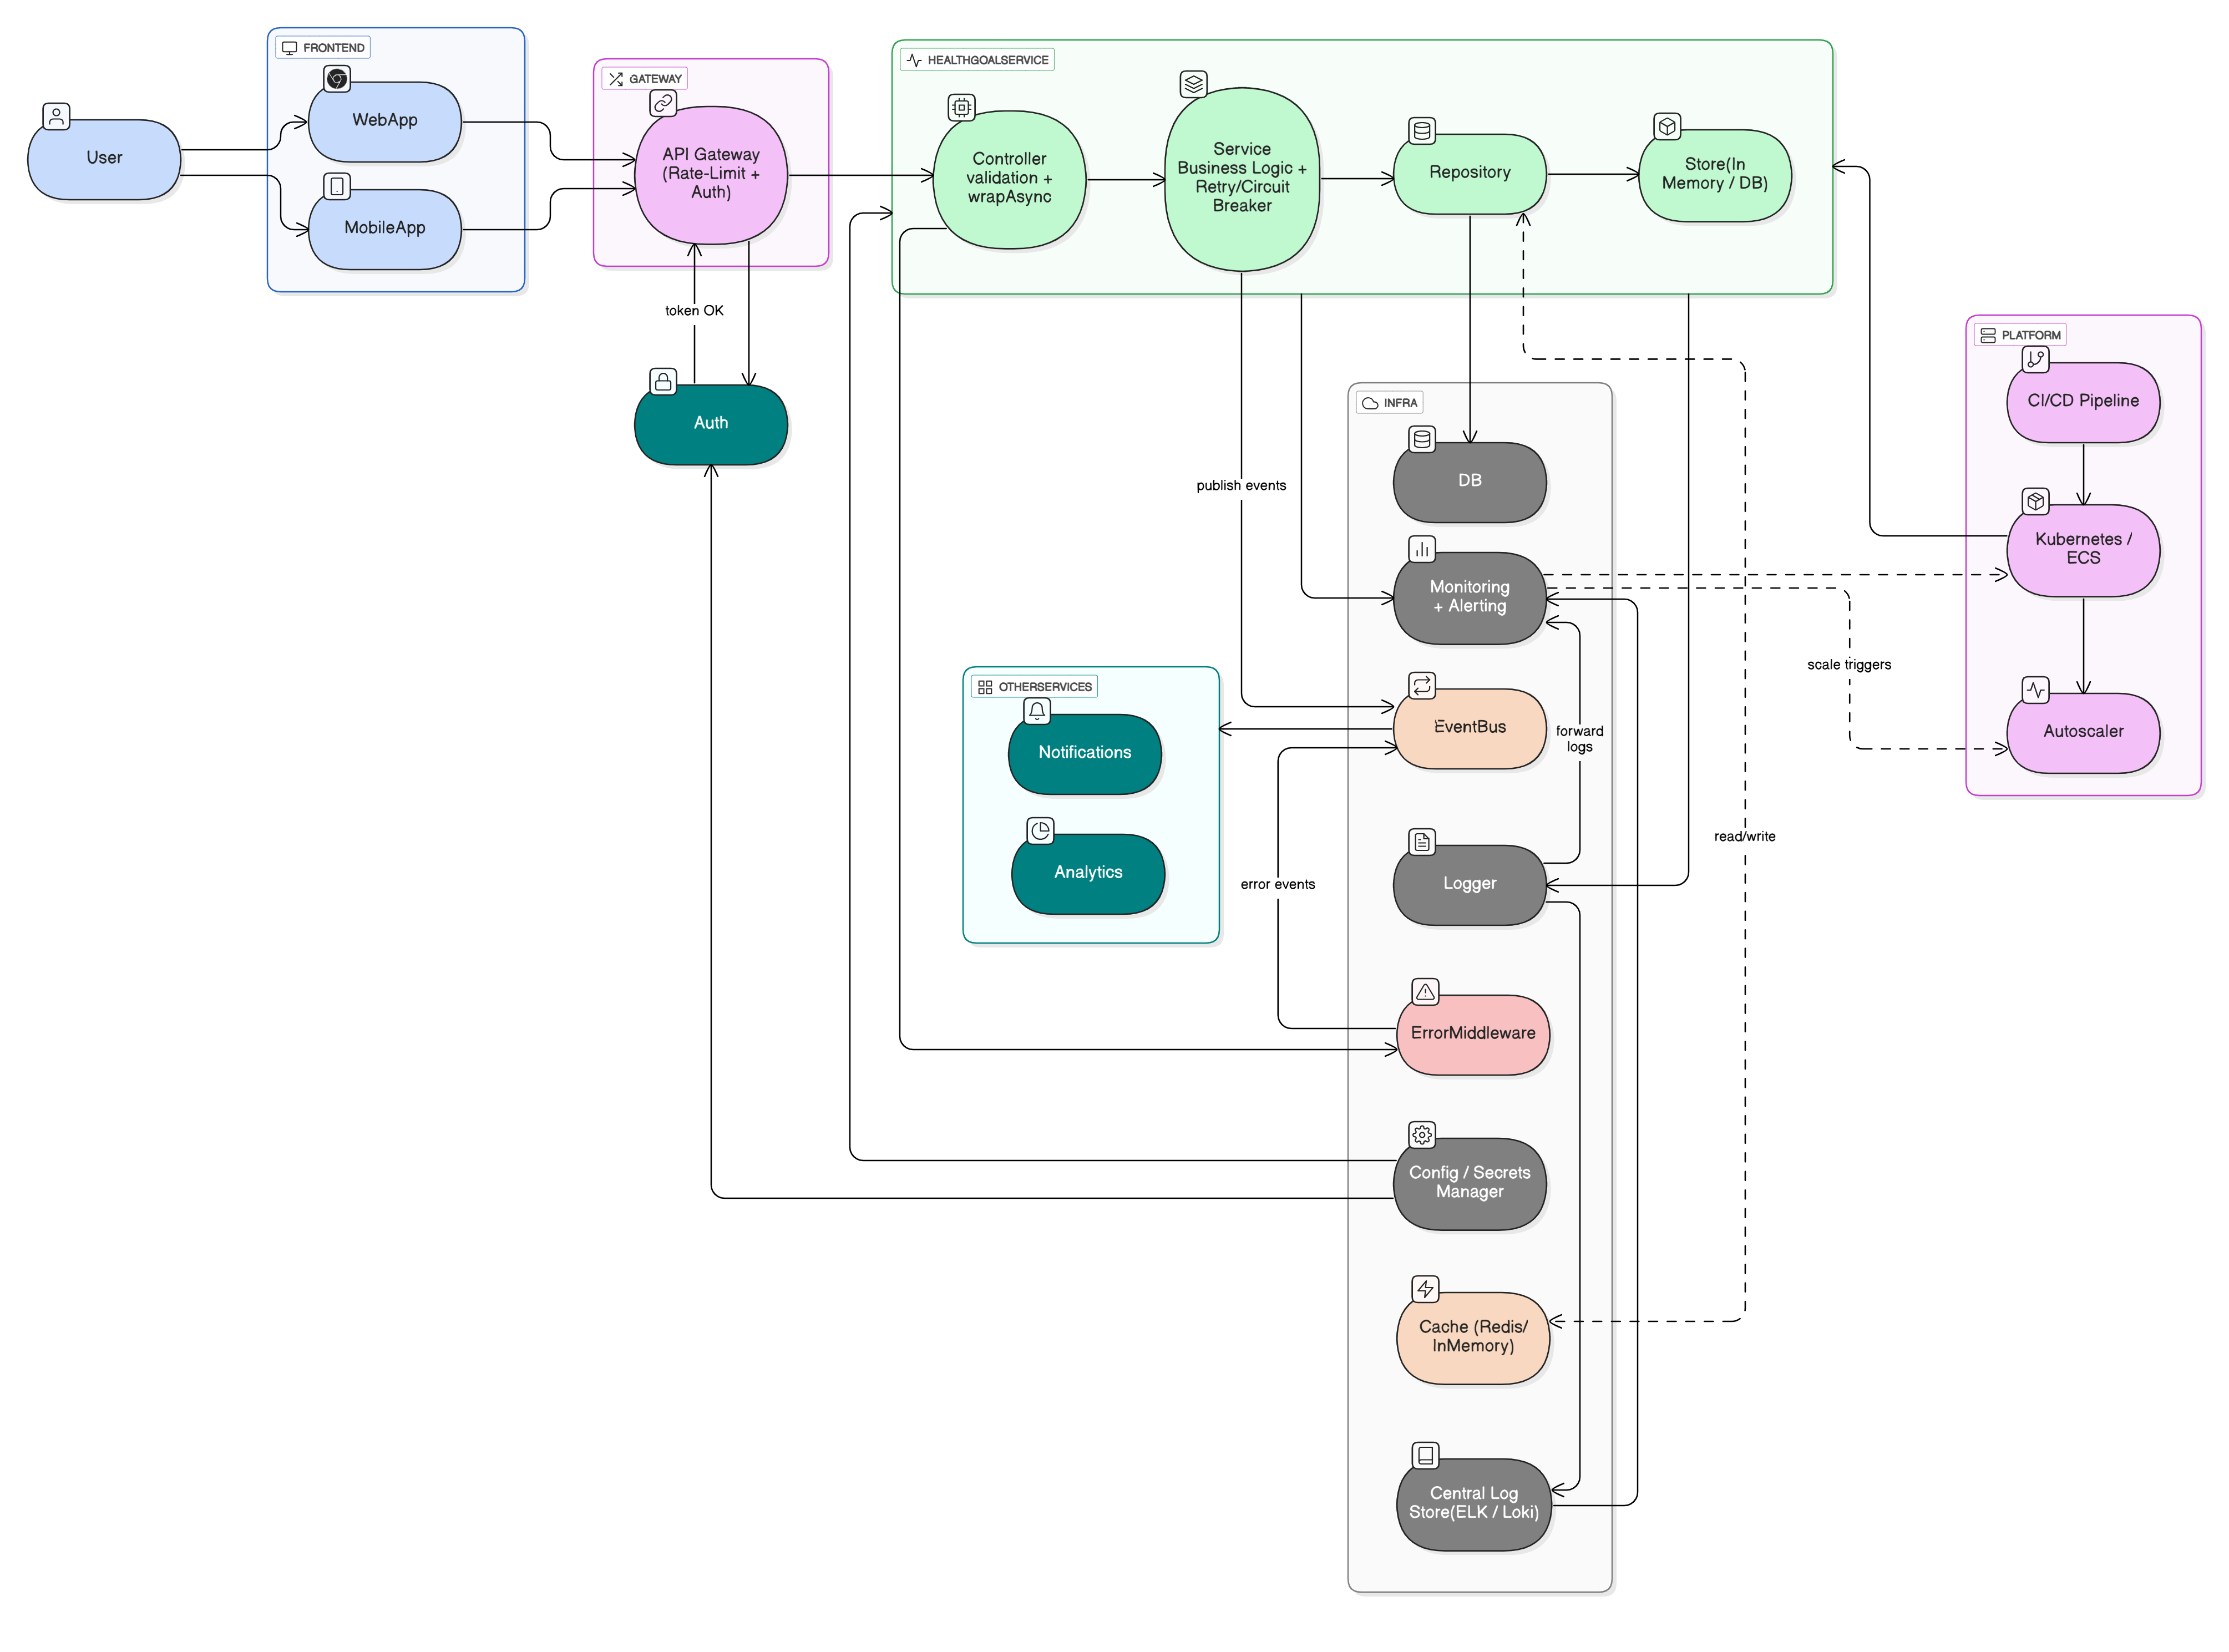 FRONTEND
User
WebApp
MobileApp
GATEWAY
API Gateway
(Rate-Limit +
Auth)
token OK
Auth
HEALTHGOALSERVICE
Controller
validation +
wrapAsync
Service
Business Logic +
Retry/Circuit
Breaker
Repository
Store(In
Memory / DB)
publish events
INFRA
DB
Monitoring
+ Alerting
EventBus
forward
logs
Logger
error events
ErrorMiddleware
Config / Secrets
Manager
Cache (Redis/
InMemory)
Central Log
Store(ELK / Loki)
OTHERSERVICES
Notifications
Analytics
read/write
scale triggers
PLATFORM
CI/CD Pipeline
Kubernetes /
ECS
Autoscaler